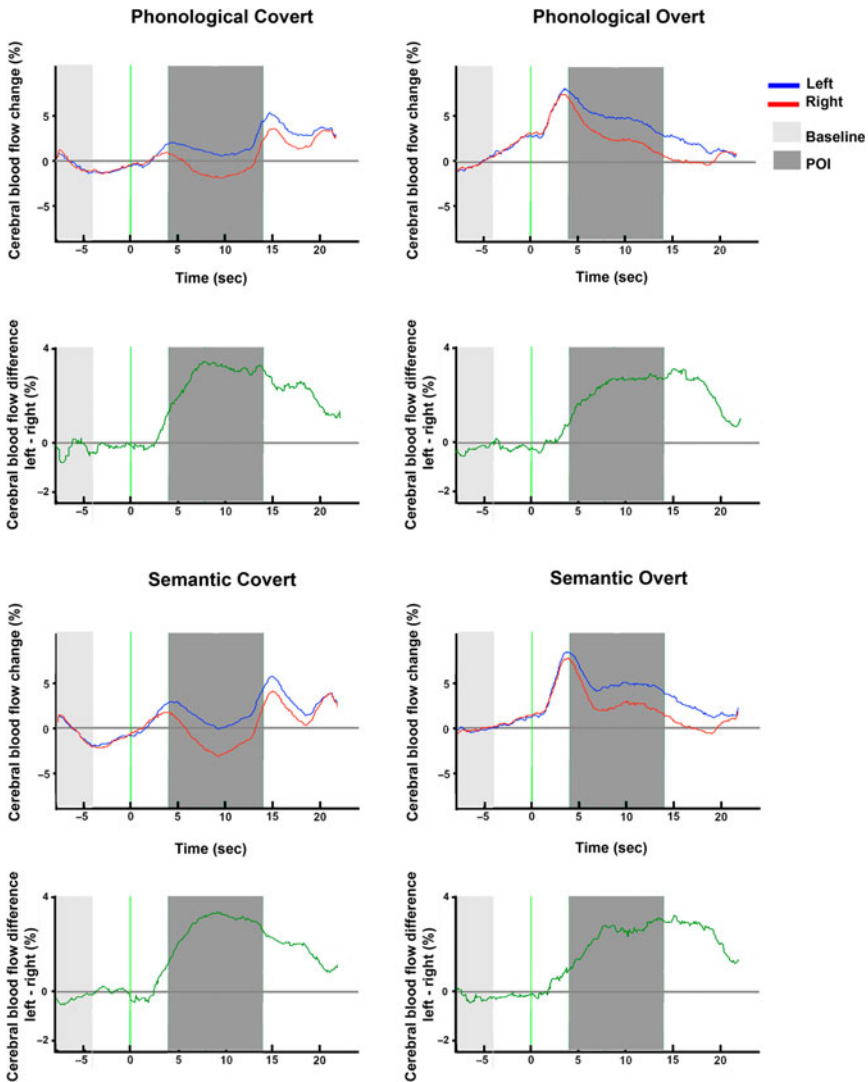 Phonological Covert
Phonological Overt
Cerebral blood flow change (%)
5
0
–5
–5 0 5 10 15 20
Time (sec)
Cerebral blood flow change (%)
5
0
–5
–5 0 5 10 15 20
Time (sec)
Left
Right
Baseline
POI
Cerebral blood flow difference
left - right (%)
4
0
–2
–5 0 5 10 15 20
Cerebral blood flow difference
left - right (%)
4
0
–2
–5 0 5 10 15 20
Semantic Covert
Semantic Overt
Cerebral blood flow change (%)
5
0
–5
–5 0 5 10 15 20
Time (sec)
Cerebral blood flow change (%)
5
0
–5
–5 0 5 10 15 20
Time (sec)
Cerebral blood flow difference
left - right (%)
4
0
–2
–5 0 5 10 15 20
Cerebral blood flow difference
left - right (%)
4
0
–2
–5 0 5 10 15 20